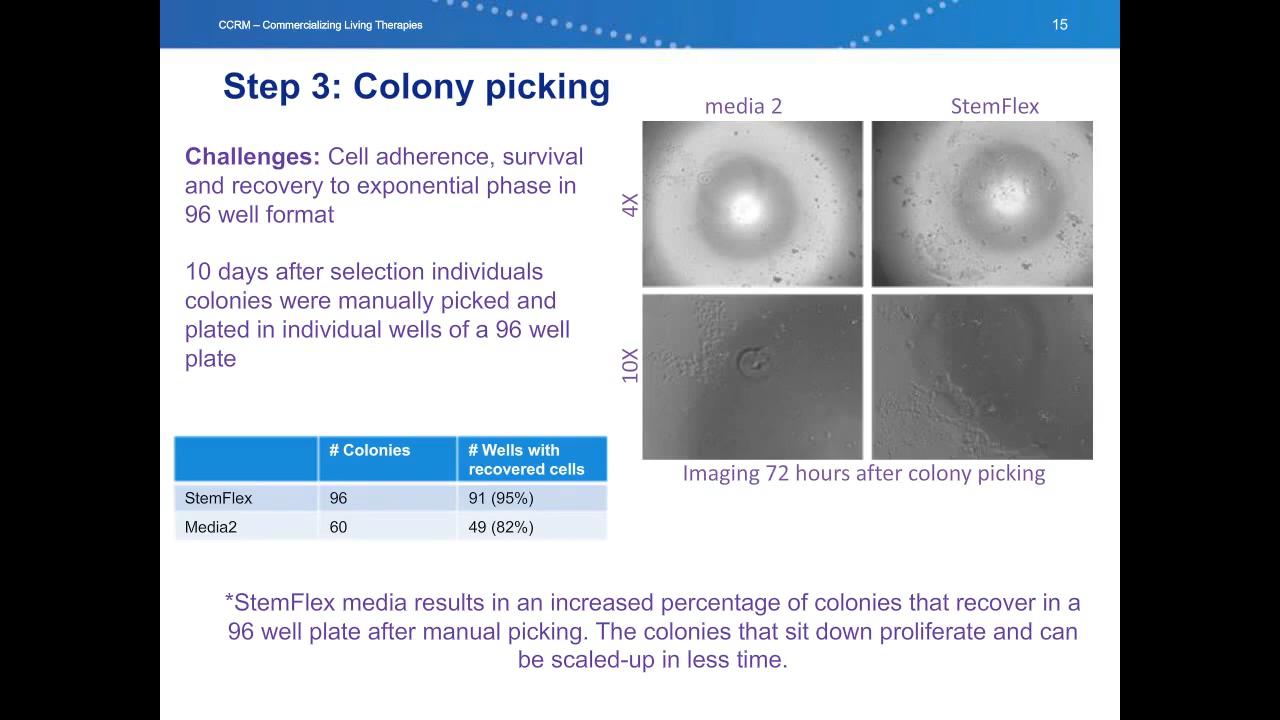 CCRM – Commercializing Living Therapies
15
Step 3: Colony picking
Challenges: Cell adherence, survival
and recovery to exponential phase in
96 well format
10 days after selection individuals
colonies were manually picked and
plated in individual wells of a 96 well
plate
media 2
StemFlex
4X
10X
Imaging 72 hours after colony picking
# Colonies
# Wells with
recovered cells
StemFlex 96 91 (95%)
Media2 60 49 (82%)
*StemFlex media results in an increased percentage of colonies that recover in a
96 well plate after manual picking. The colonies that sit down proliferate and can
be scaled-up in less time.